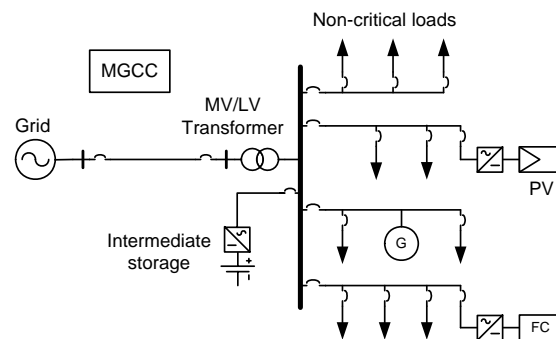 Non-critical loads
MGCC
MV/LV
Transformer
Grid
PV
Intermediate
storage
G
FC